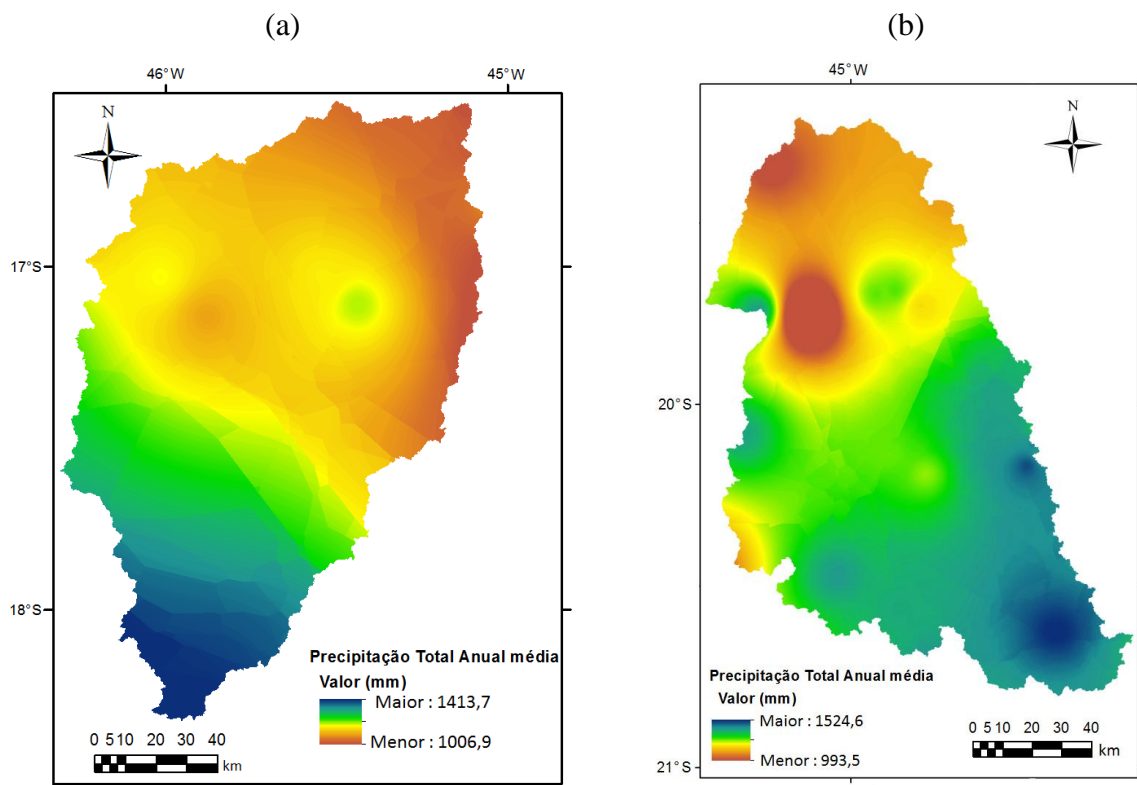 (a)
46°W
45°W
N
17°S
18°S
Precipitação Total Anual média
Valor (mm)
Maior : 1413,7
Menor : 1006,9
0 5 10 20 30 40
km
(b)
45°W
N
20°S
21°S
Precipitação Total Anual média
Valor (mm)
Maior : 1524,6
Menor : 993,5
0 5 10 20 30 40
km